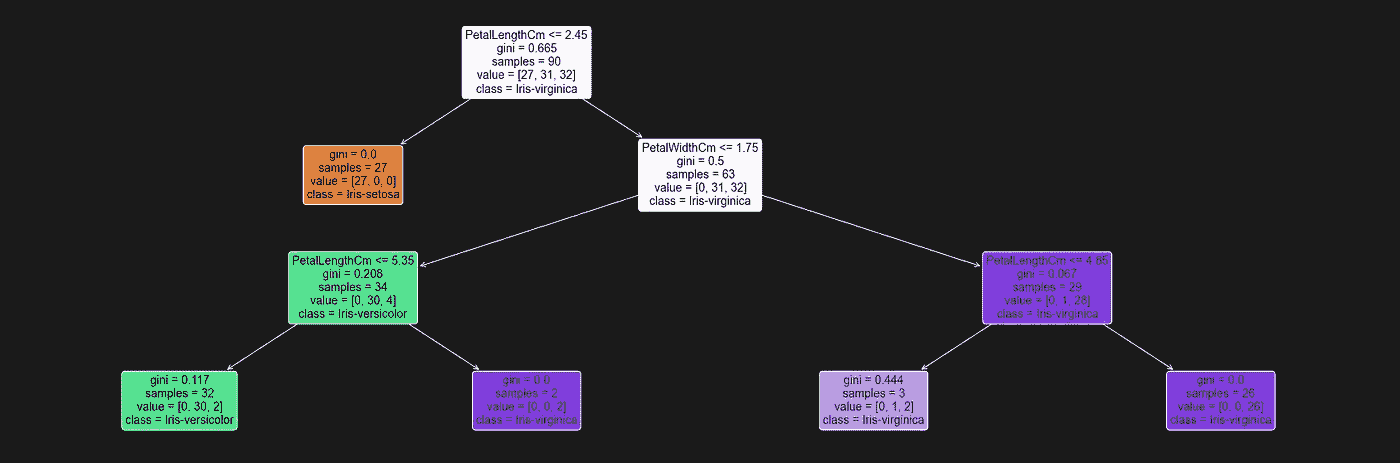 PetalLengthCm <= 2.45
gini = 0.665
samples = 90
value = [27, 31, 32]
class = Iris-virginica
gini = 0.0
samples = 27
value = [27, 0, 0]
class = Iris-setosa
PetalWidthCm <= 1.75
gini = 0.5
samples = 63
value = [0, 31, 32]
class = Iris-virginica
PetalLengthCm <= 5.35
gini = 0.208
samples = 34
value = [0, 30, 4]
class = Iris-versicolor
PetalLengthCm <= 4.85
gini = 0.067
samples = 29
value = [0, 1, 28]
class = Iris-virginica
gini = 0.117
samples = 32
value = [0, 30, 2]
class = Iris-versicolor
gini = 0.0
samples = 2
value = [0, 0, 2]
class = Iris-virginica
gini = 0.444
samples = 3
value = [0, 1, 2]
class = Iris-virginica
gini = 0.0
samples = 26
value = [0, 0, 26]
class = Iris-virginica